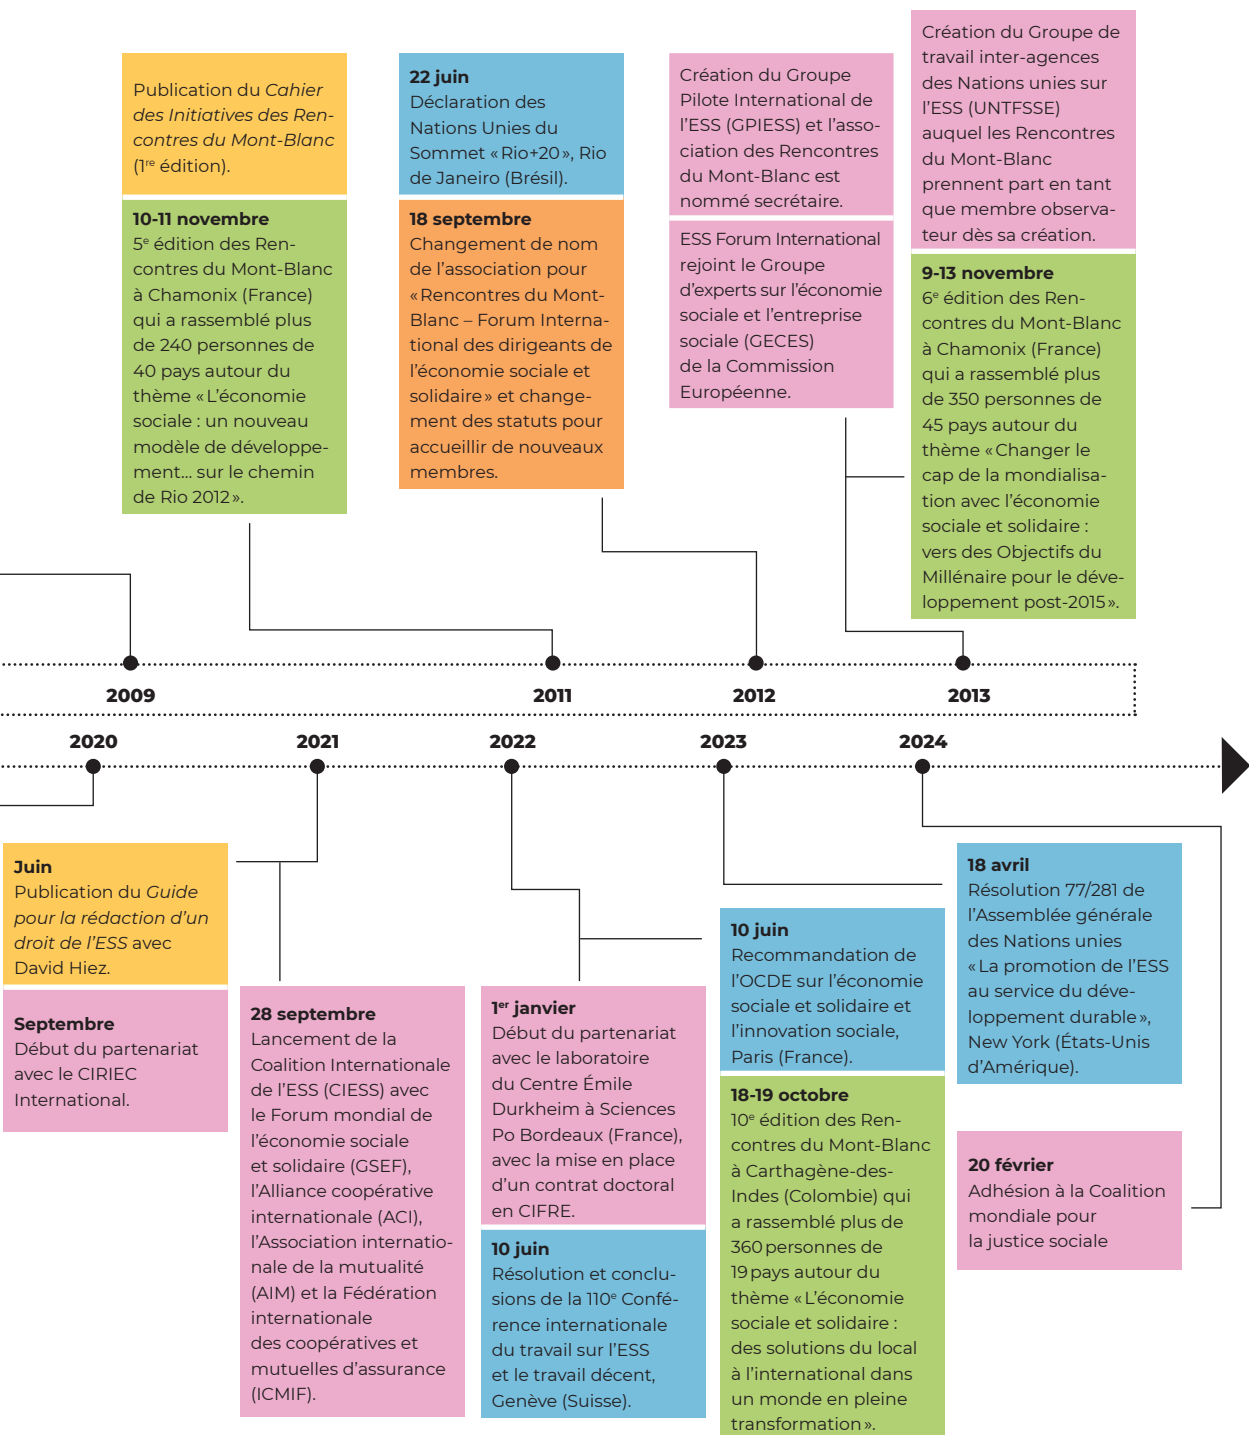 Publication du Cahier
des Initiatives des Ren-
contres du Mont-Blanc
(1re édition).
10-11 novembre
5e édition des Ren-
contres du Mont-Blanc
à Chamonix (France)
qui a rassemblé plus
de 240 personnes de
40 pays autour du
thème « L’économie
sociale : un nouveau
modèle de développe-
ment... sur le chemin
de Rio 2012 ».
22 juin
Déclaration des
Nations Unies du
Sommet « Rio+20 », Rio
de Janeiro (Brésil).
18 septembre
Changement de nom
de l’association pour
« Rencontres du Mont-
Blanc – Forum Interna-
tional des dirigeants de
l’économie sociale et
solidaire » et change-
ment des statuts pour
accueillir de nouveaux
membres.
Création du Groupe
Pilote International de
l’ESS (GPIESS) et l’asso-
ciation des Rencontres
du Mont-Blanc est
nommé secrétaire.
ESS Forum International
rejoint le Groupe
d’experts sur l’économie
sociale et l’entreprise
sociale (GECES)
de la Commission
Européenne.
Création du Groupe de
travail inter-agences
des Nations unies sur
l’ESS (UNTFSSE)
auquel les Rencontres
du Mont-Blanc
prennent part en tant
que membre observa-
teur dès sa création.
9-13 novembre
6e édition des Ren-
contres du Mont-Blanc
à Chamonix (France)
qui a rassemblé plus
de 350 personnes de
45 pays autour du
thème « Changer le
cap de la mondialisa-
tion avec l’économie
sociale et solidaire :
vers des Objectifs du
Millénaire pour le déve-
loppement post-2015 ».
2009
2011
2012
2013
2020
2021
2022
2023
2024
Juin
Publication du Guide
pour la rédaction d’un
droit de l’ESS avec
David Hiez.
Septembre
Début du partenariat
avec le CIRIEC
International.
28 septembre
Lancement de la
Coalition Internationale
de l’ESS (CIESS) avec
le Forum mondial de
l’économie sociale
et solidaire (GSEF),
l’Alliance coopérative
internationale (ACI),
l’Association internatio-
nale de la mutualité
(AIM) et la Fédération
internationale
des coopératives et
mutuelles d’assurance
(ICMIF).
1er janvier
Début du partenariat
avec le laboratoire
du Centre Émile
Durkheim à Sciences
Po Bordeaux (France),
avec la mise en place
d’un contrat doctoral
en CIFRE.
10 juin
Résolution et conclu-
sions de la 110e Confé-
rence internationale
du travail sur l’ESS
et le travail décent,
Genève (Suisse).
10 juin
Recommandation de
l’OCDE sur l’économie
sociale et solidaire et
l’innovation sociale,
Paris (France).
18-19 octobre
10e édition des Ren-
contres du Mont-Blanc
à Carthagène-des-
Indes (Colombie) qui
a rassemblé plus de
360 personnes de
19 pays autour du
thème « L’économie
sociale et solidaire :
des solutions du local
à l’international dans
un monde en pleine
transformation ».
18 avril
Résolution 77/281 de
l’Assemblée générale
des Nations unies
« La promotion de l’ESS
au service du déve-
loppement durable »,
New York (États-Unis
d’Amérique).
20 février
Adhésion à la Coalition
mondiale pour
la justice sociale